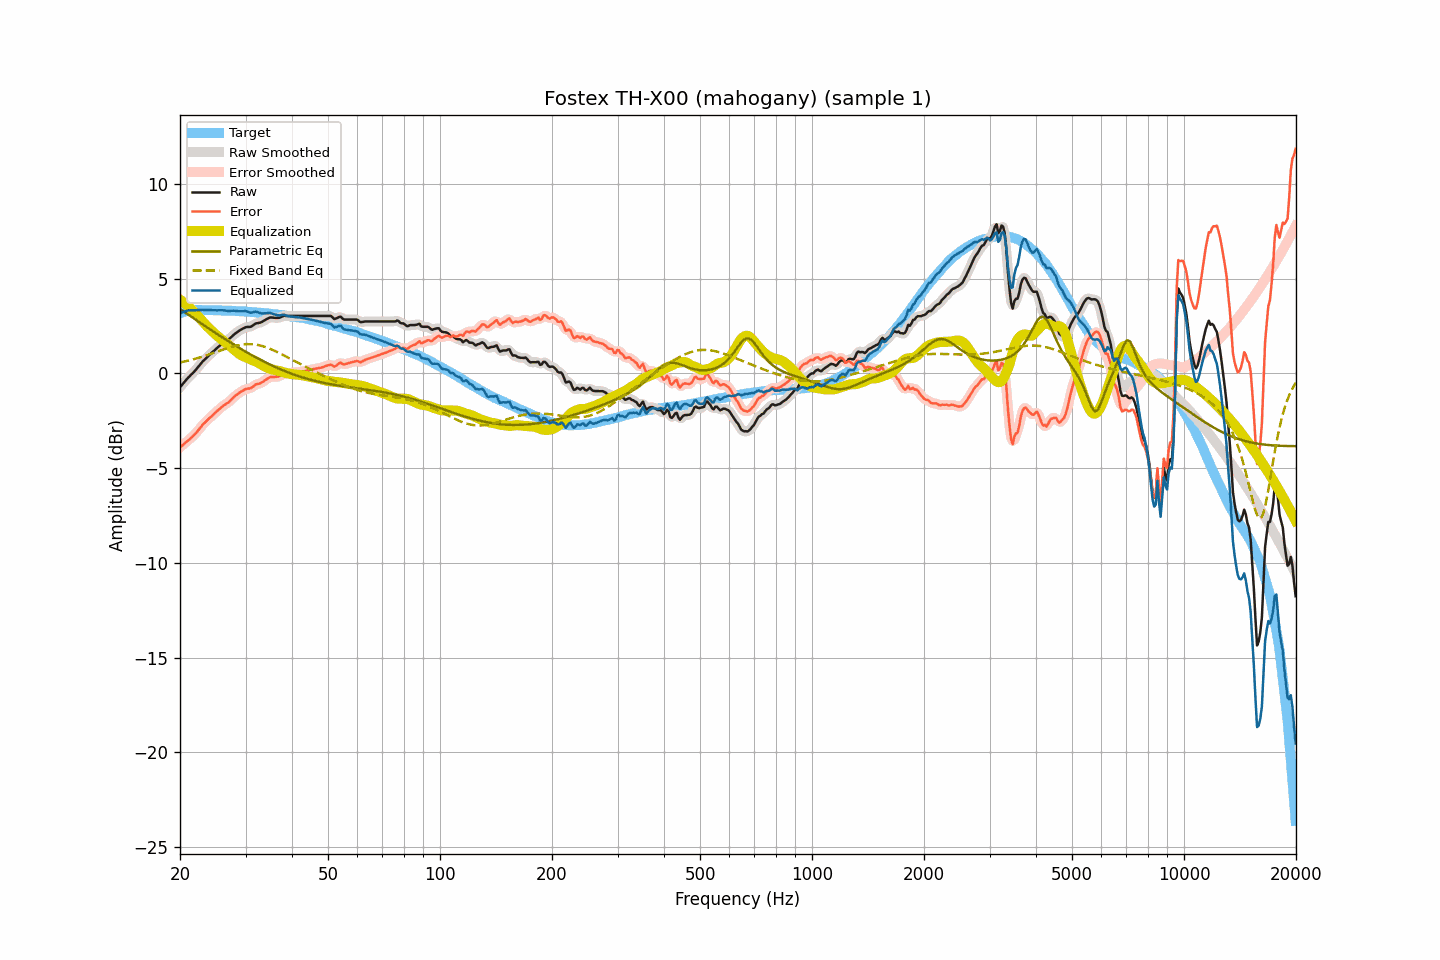 Fostex TH-X00 (mahogany) (sample 1)
Target
Raw Smoothed
Error Smoothed
Raw
Error
Equalization
Parametric Eq
Fixed Band Eq
Equalized
10
5
0
−5
−10
−15
−20
−25
Amplitude (dBr)
20 50 100 200 500 1000 2000 5000 10000 20000
Frequency (Hz)